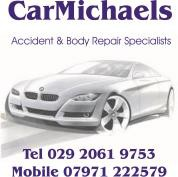 CarMichaels
Accident & Body Repair Specialists
Tel 029 2061 9753
Mobile 07971 222579